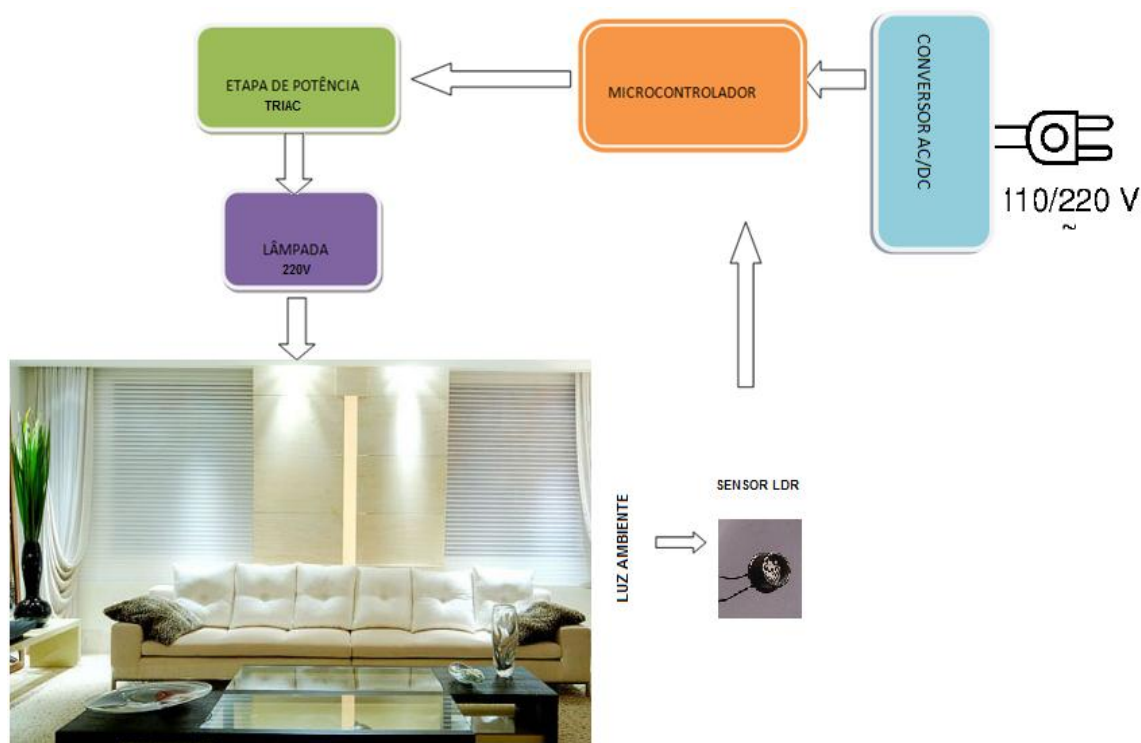 ETAPA DE POTÊNCIA
TRIAC
MICROCONTROLADOR
CONVERSOR AC/DC
110/220 V
~
LÂMPADA
220V
LUZ AMBIENTE
SENSOR LDR